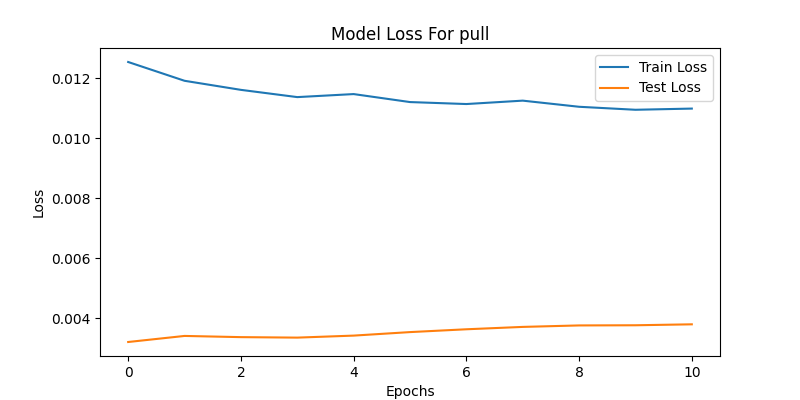 Model Loss For pull
Train Loss
Test Loss
0.012
0.010
0.008
0.006
0.004
Loss
0 2 4 6 8 10
Epochs